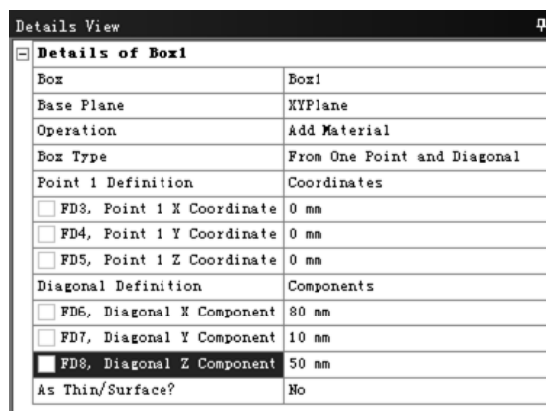 Details View
Details of Box1
Box Box1
Base Plane XYPlane
Operation Add Material
Box Type From One Point and Diagonal
Point 1 Definition Coordinates
FD3, Point 1 X Coordinate 0 mm
FD4, Point 1 Y Coordinate 0 mm
FD5, Point 1 Z Coordinate 0 mm
Diagonal Definition Components
FD6, Diagonal X Component 80 mm
FD7, Diagonal Y Component 10 mm
FD8, Diagonal Z Component 50 mm
As Thin/Surface? No